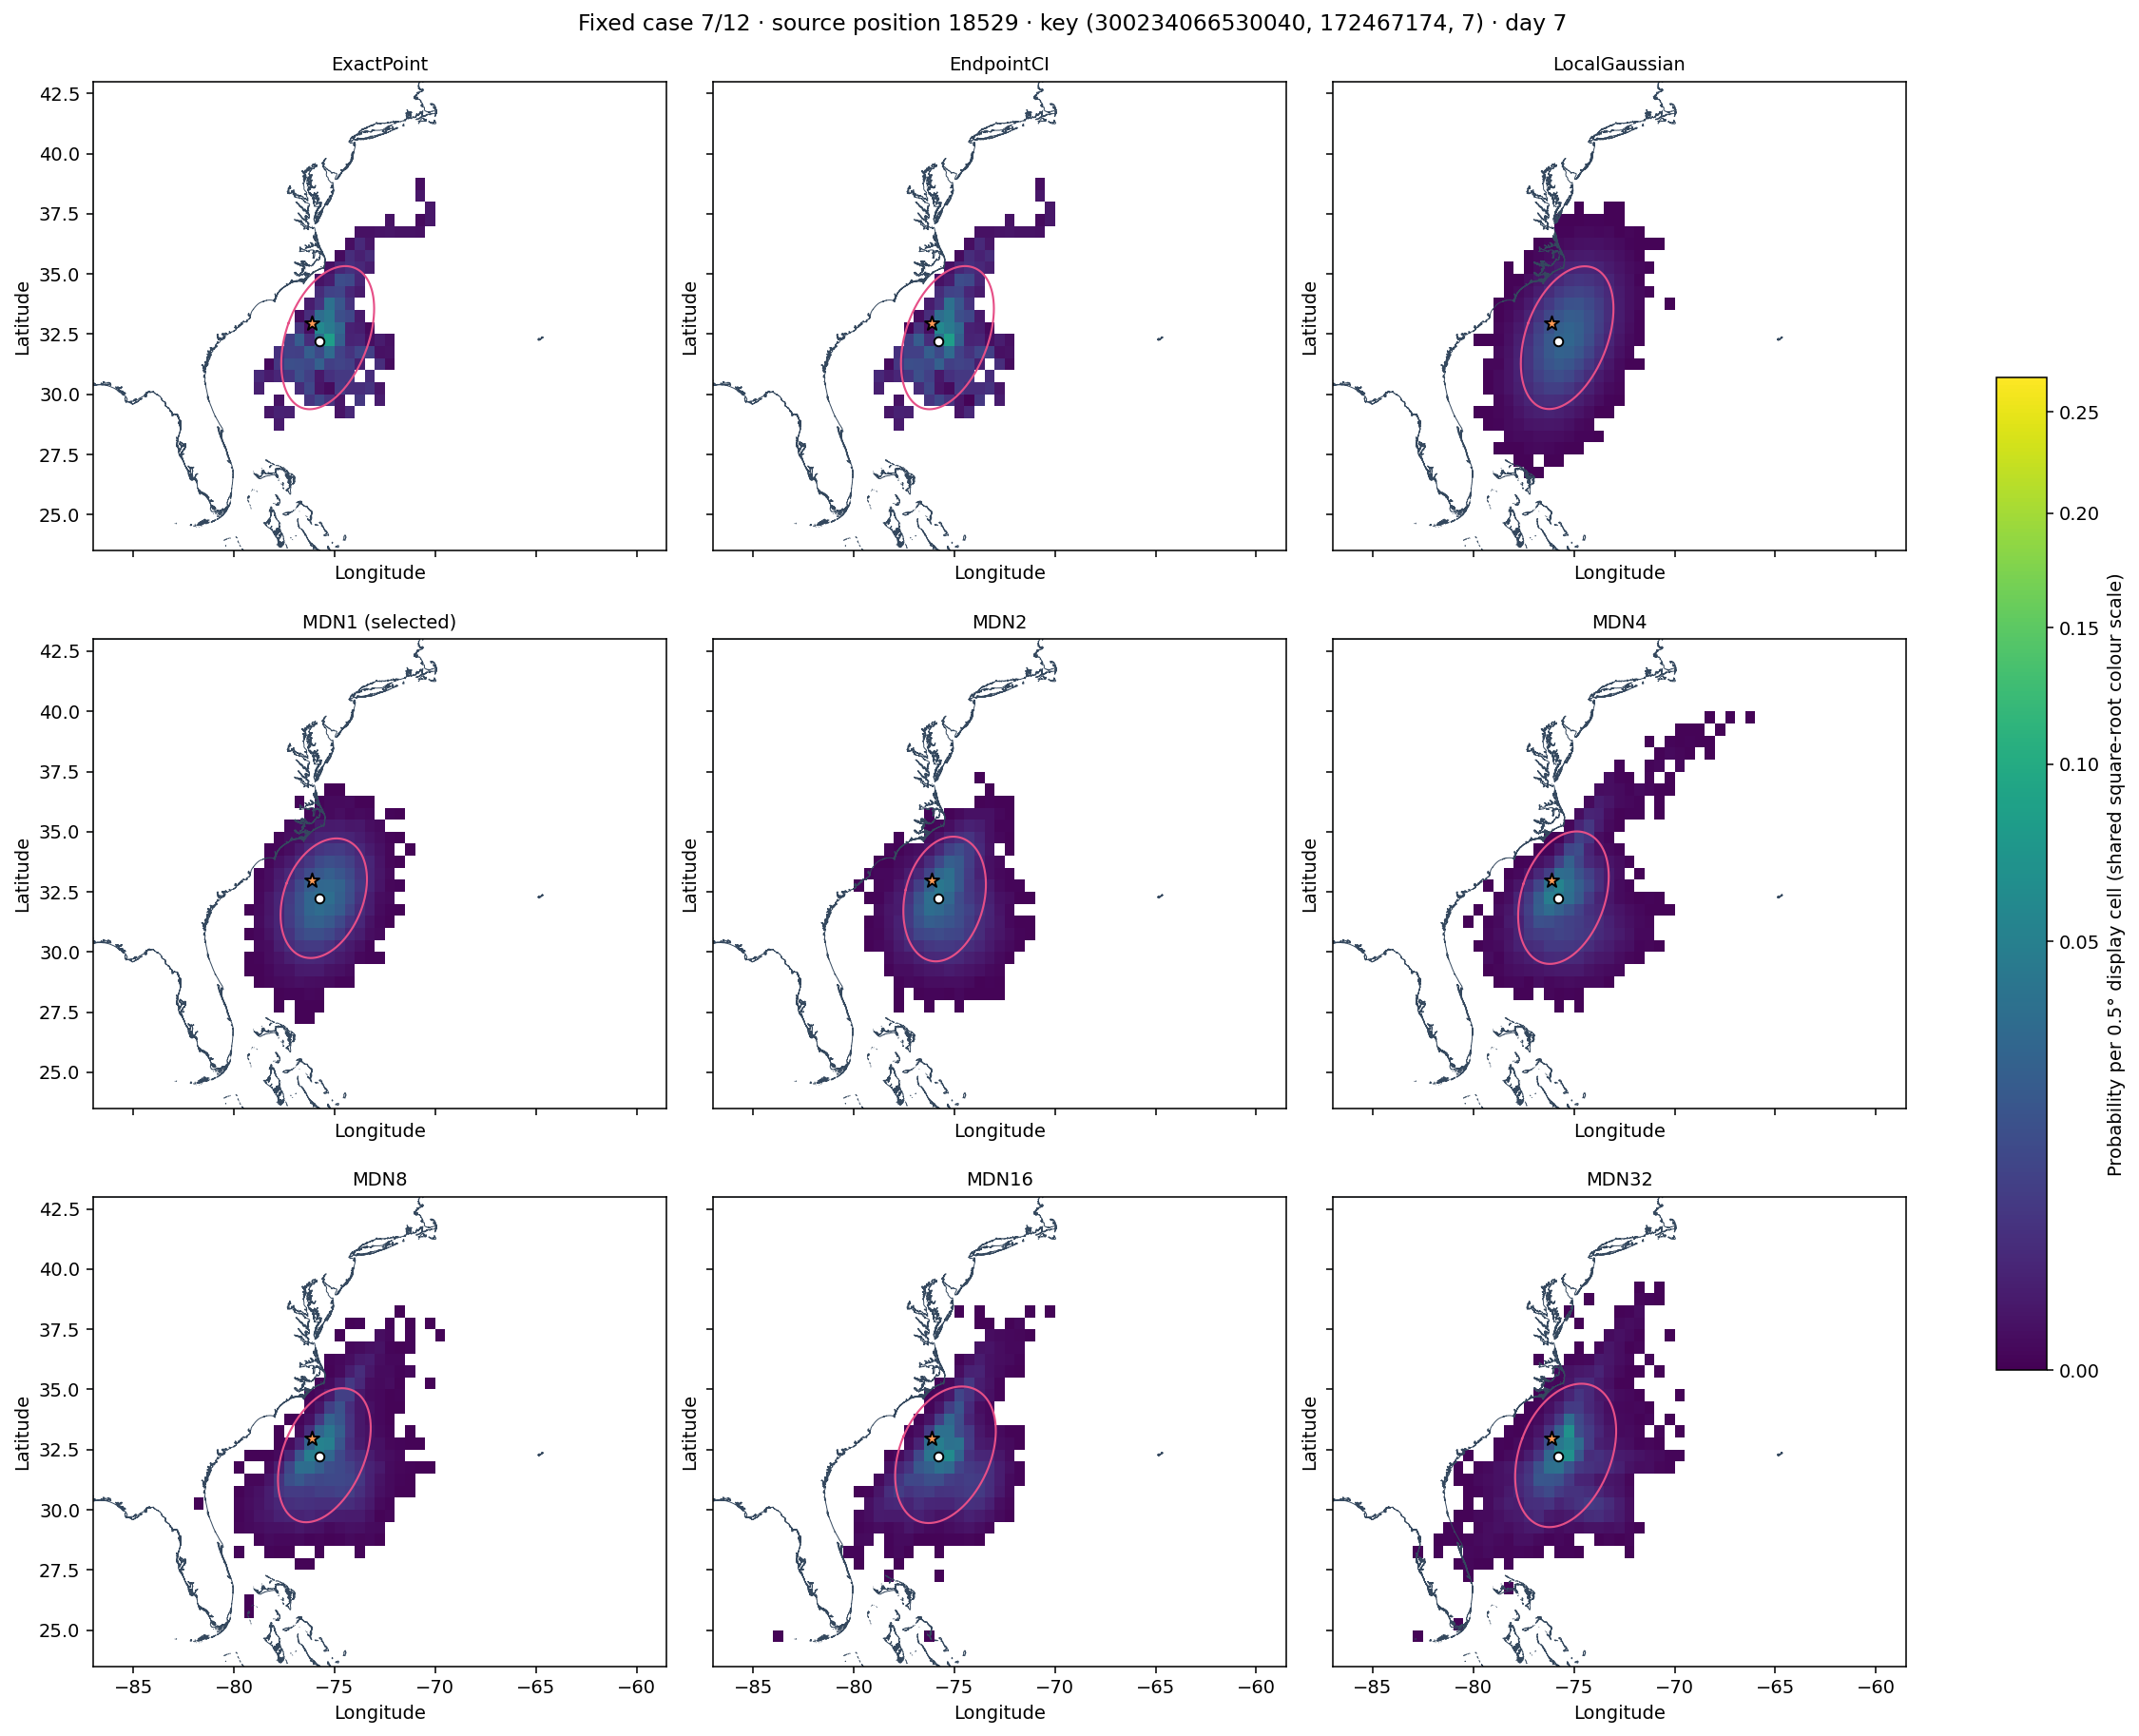 Fixed case 7/12 · source position 18529 · key (300234066530040, 172467174, 7) · day 7
ExactPoint
EndpointCI
LocalGaussian
42.5
40.0
37.5
35.0
32.5
30.0
27.5
25.0
Latitude
Latitude
Latitude
Longitude
Longitude
Longitude
MDN1 (selected)
MDN2
MDN4
42.5
40.0
37.5
35.0
32.5
30.0
27.5
25.0
Latitude
Latitude
Latitude
Longitude
Longitude
Longitude
MDN8
MDN16
MDN32
42.5
40.0
37.5
35.0
32.5
30.0
27.5
25.0
Latitude
Latitude
Latitude
−85 −80 −75 −70 −65 −60
−85 −80 −75 −70 −65 −60
−85 −80 −75 −70 −65 −60
Longitude
Longitude
Longitude
0.25
0.20
0.15
0.10
0.05
0.00
Probability per 0.5° display cell (shared square-root colour scale)